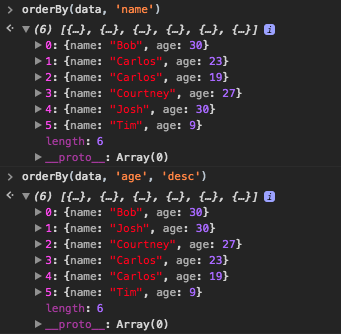 > orderBy(data, 'name')
(6) [{…}, {…}, {…}, {…}, {…}, {…}] i
0: {name: "Bob", age: 30}
1: {name: "Carlos", age: 23}
2: {name: "Carlos", age: 19}
3: {name: "Courtney", age: 27}
4: {name: "Josh", age: 30}
5: {name: "Tim", age: 9}
length: 6
__proto__: Array(0)
> orderBy(data, 'age', 'desc')
(6) [{…}, {…}, {…}, {…}, {…}, {…}] i
0: {name: "Bob", age: 30}
1: {name: "Josh", age: 30}
2: {name: "Courtney", age: 27}
3: {name: "Carlos", age: 23}
4: {name: "Carlos", age: 19}
5: {name: "Tim", age: 9}
length: 6
__proto__: Array(0)